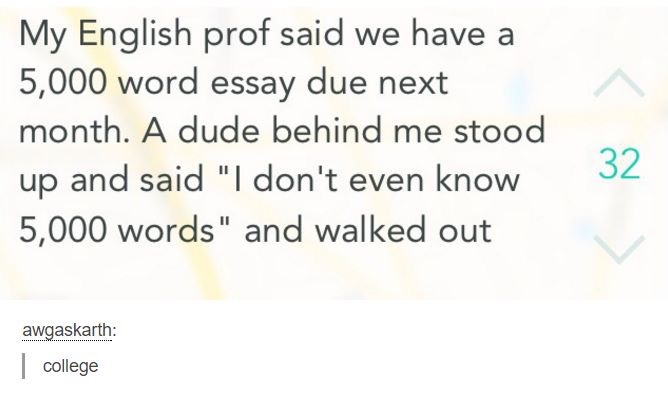 My English prof said we have a
5,000 word essay due next
month. A dude behind me stood
up and said "I don't even know
5,000 words" and walked out
32
awgaskarth:
college